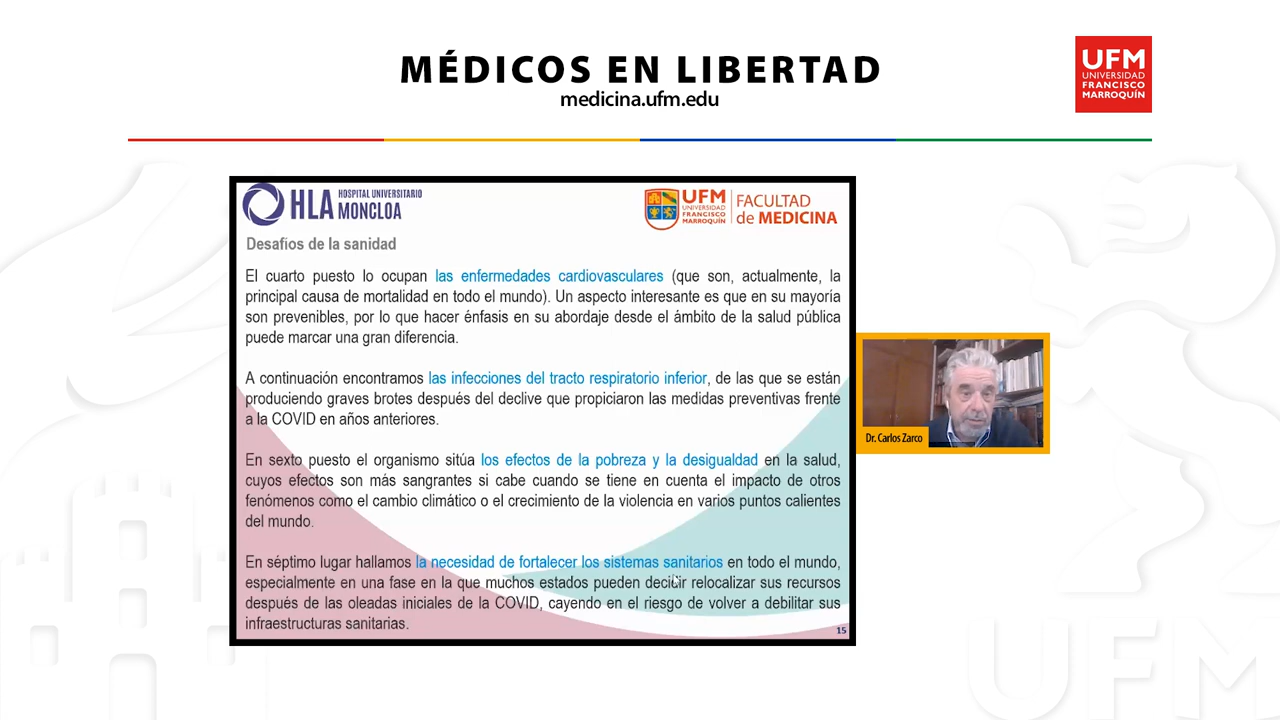 MÉDICOS EN LIBERTAD
medicina.ufm.edu
UFM
UNIVERSIDAD
FRANCISCO
MARROQUÍN
HLA
HOSPITAL UNIVERSITARIO
MONCLOA
UFM
UNIVERSIDAD
FRANCISCO
MARROQUÍN
FACULTAD
de MEDICINA
Desafíos de la sanidad
El cuarto puesto lo ocupan las enfermedades cardiovasculares (que son, actualmente, la
principal causa de mortalidad en todo el mundo). Un aspecto interesante es que en su mayoría
son prevenibles, por lo que hacer énfasis en su abordaje desde el ámbito de la salud pública
puede marcar una gran diferencia.
A continuación encontramos las infecciones del tracto respiratorio inferior, de las que se están
produciendo graves brotes después del declive que propiciaron las medidas preventivas frente
a la COVID en años anteriores.
En sexto puesto el organismo sitúa los efectos de la pobreza y la desigualdad en la salud,
cuyos efectos son más sangrantes si cabe cuando se tiene en cuenta el impacto de otros
fenómenos como el cambio climático o el crecimiento de la violencia en varios puntos calientes
del mundo.
En séptimo lugar hallamos la necesidad de fortalecer los sistemas sanitarios en todo el mundo,
especialmente en una fase en la que muchos estados pueden decidir relocalizar sus recursos
después de las oleadas iniciales de la COVID, cayendo en el riesgo de volver a debilitar sus
infraestructuras sanitarias.
15
Dr. Carlos Zarco
UFM